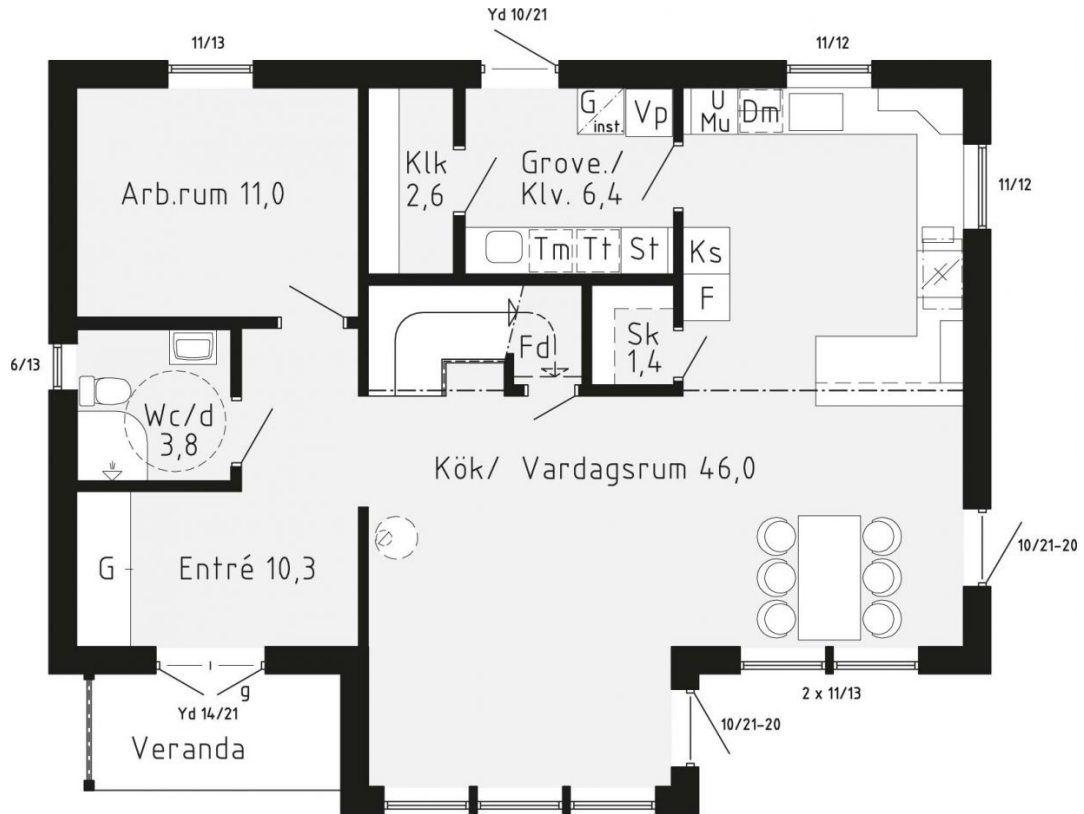 Yd 10/21
11/13
11/12
G
inst.
Vp
U
Mu
Dm
Klk
2,6
Grove./
Klv. 6,4
Arb.rum 11,0
11/12
Tm
Tt
St
Ks
F
Fd
Sk
1,4
6/13
Wc/d
3,8
Kök/ Vardagsrum 46,0
10/21-20
G
Entré 10,3
g
Yd 14/21
2 x 11/13
10/21-20
Veranda